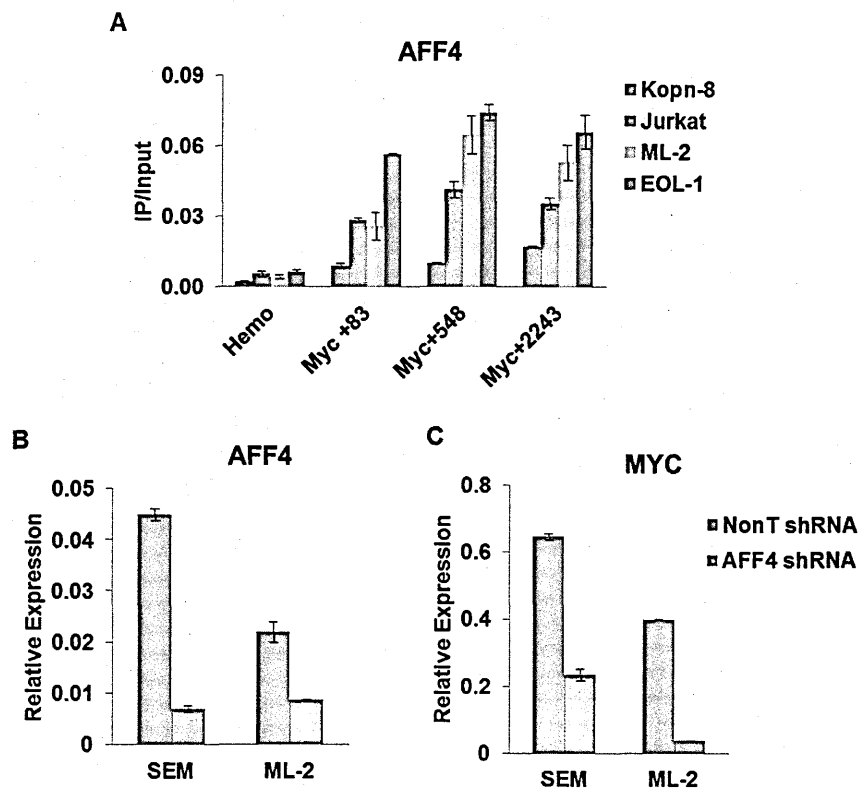 A
AFF4
IP/Input
0.09
0.06
0.03
0.00
Hemo
Myc +83
Myc+548
Myc+2243
Kopn-8
Jurkat
ML-2
EOL-1
B
AFF4
Relative Expression
0.05
0.04
0.03
0.02
0.01
0
SEM
ML-2
C
MYC
Relative Expression
0.8
0.6
0.4
0.2
0
SEM
ML-2
NonT shRNA
AFF4 shRNA